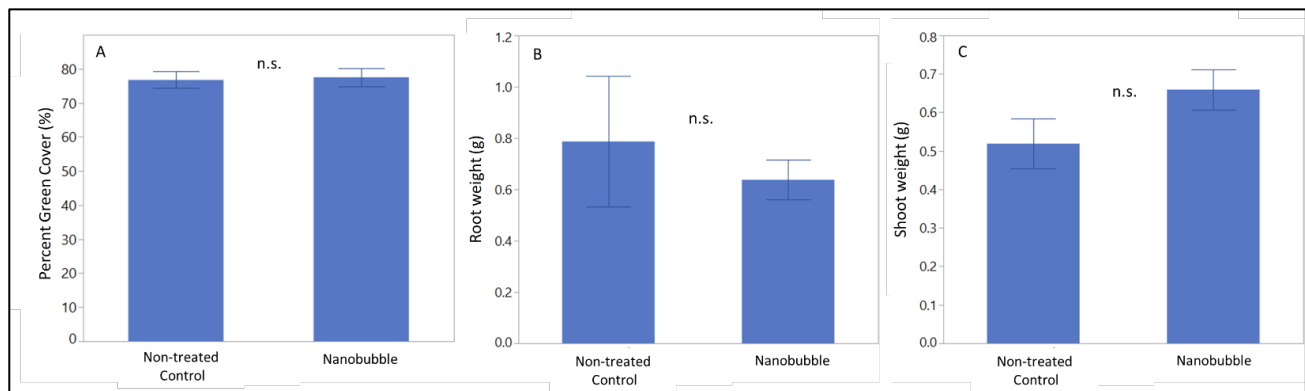 A
n.s.
Percent Green Cover (%)
80
70
60
50
40
30
20
10
0
Non-treated
Control
Nanobubble
B
n.s.
Root weight (g)
1.2
1.0
0.8
0.6
0.4
0.2
0.0
Non-treated
Control
Nanobubble
C
n.s.
Shoot weight (g)
0.8
0.7
0.6
0.5
0.4
0.3
0.2
0.1
0.0
Non-treated
Control
Nanobubble